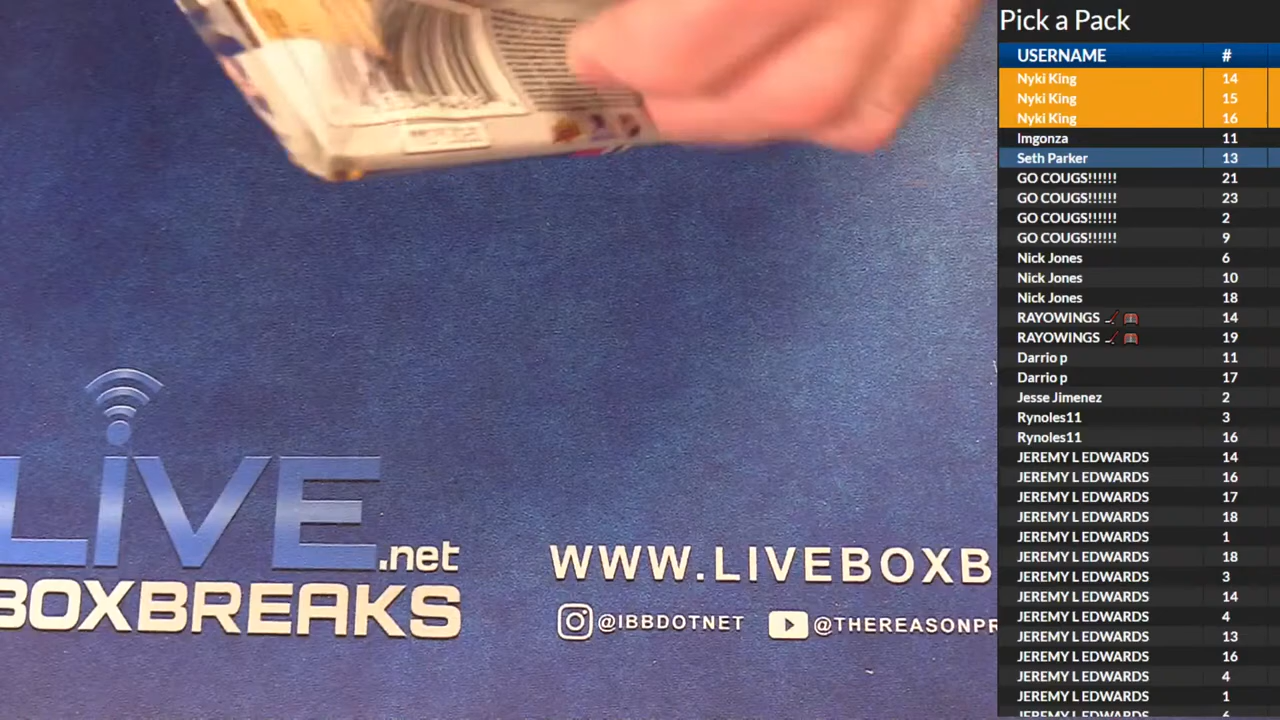 Pick a Pack
USERNAME #
Nyki King 14
Nyki King 15
Nyki King 16
Imgonza 11
Seth Parker 13
GO COUGS!!!!!! 21
GO COUGS!!!!!! 23
GO COUGS!!!!!! 2
GO COUGS!!!!!! 9
Nick Jones 6
Nick Jones 10
Nick Jones 18
RAYOWINGS 14
RAYOWINGS 19
Darrio p 11
Darrio p 17
Jesse Jimenez 2
Rynoles11 3
Rynoles11 16
JEREMY L EDWARDS 14
JEREMY L EDWARDS 16
JEREMY L EDWARDS 17
JEREMY L EDWARDS 18
JEREMY L EDWARDS 1
JEREMY L EDWARDS 18
JEREMY L EDWARDS 3
JEREMY L EDWARDS 14
JEREMY L EDWARDS 4
JEREMY L EDWARDS 13
JEREMY L EDWARDS 16
JEREMY L EDWARDS 4
JEREMY L EDWARDS 1
JEREMY L EDWARDS 6
LiVE.net
BOXBREAKS
WWW.LIVEBOXB
@IBBDOTNET @THEREASONPR